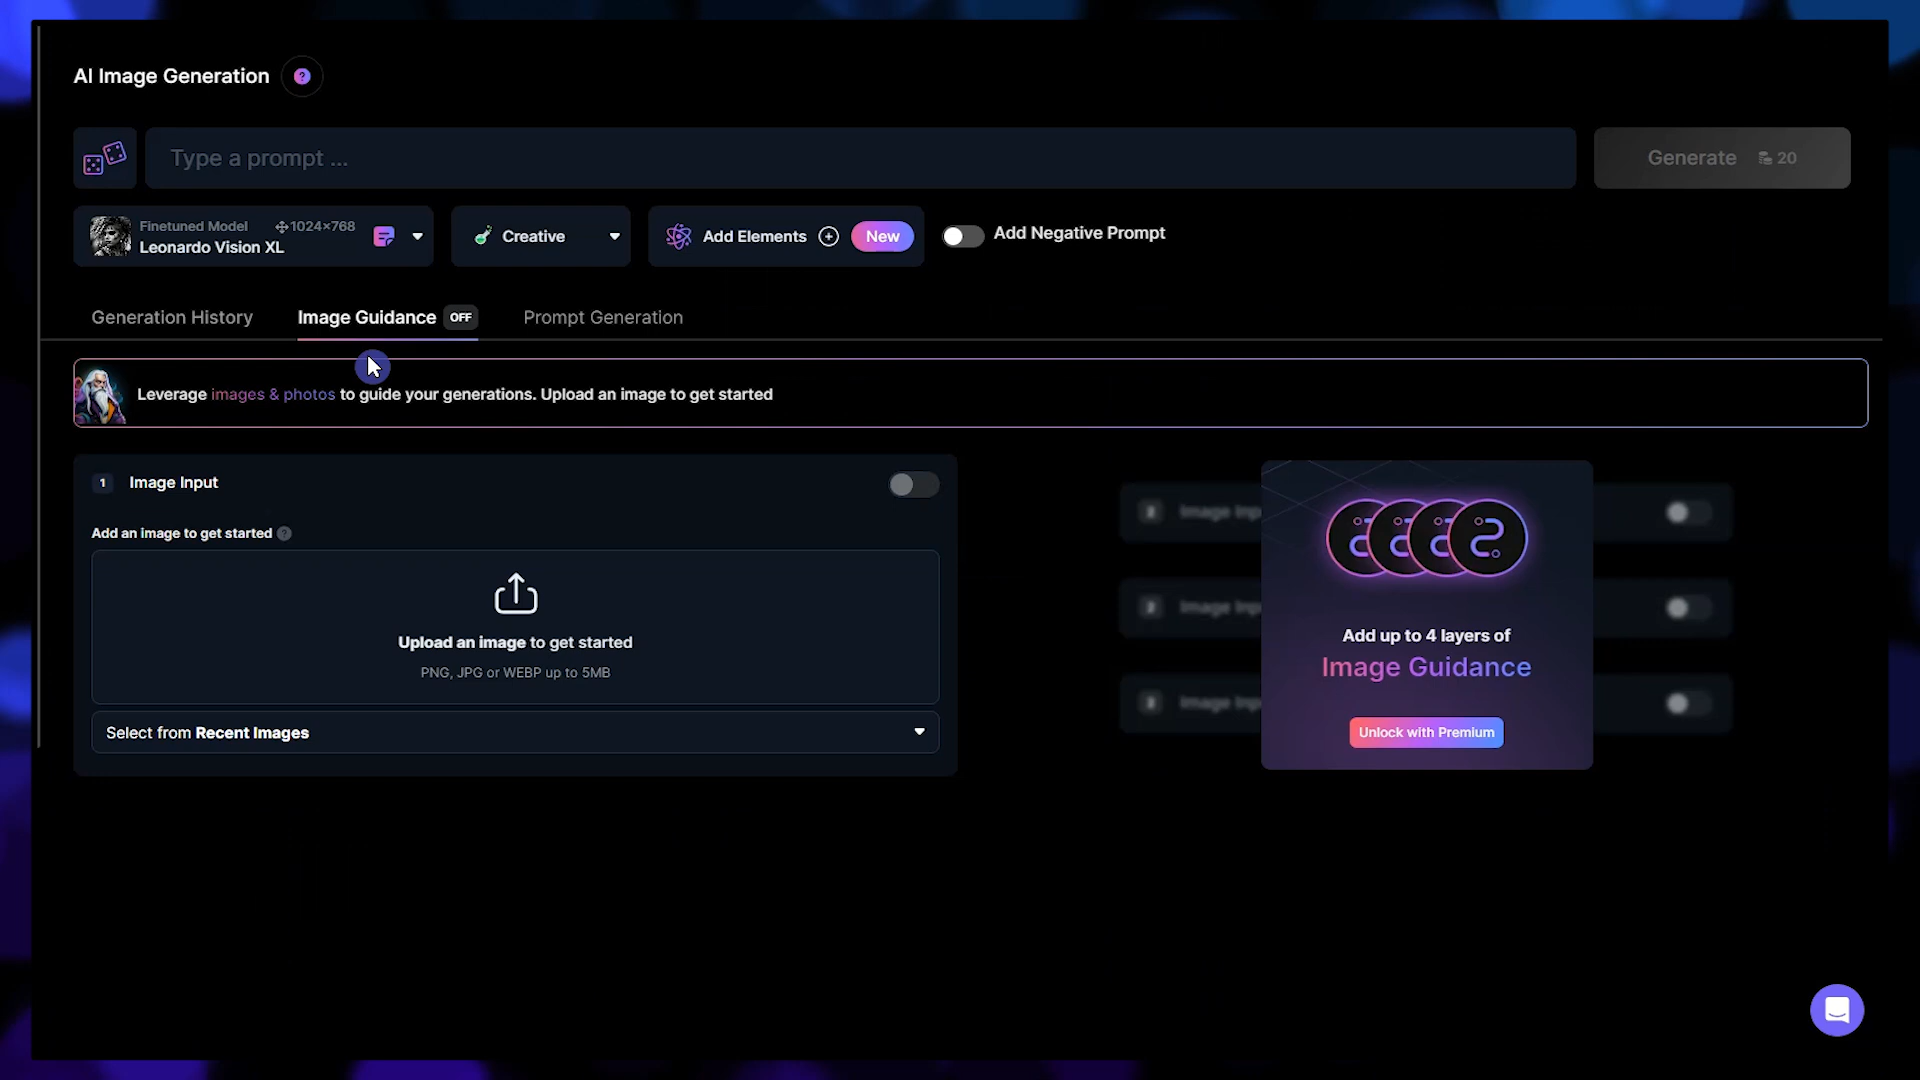 AI Image Generation ?
Type a prompt ...
Generate 20
Finetuned Model 1024×768
Leonardo Vision XL
Creative
Add Elements New
Add Negative Prompt
Generation History
Image Guidance OFF
Prompt Generation
Leverage images & photos to guide your generations. Upload an image to get started
1 Image Input
Add an image to get started ?
Upload an image to get started
PNG, JPG or WEBP up to 5MB
Select from Recent Images
Image
Image
Image
Add up to 4 layers of
Image Guidance
Unlock with Premium